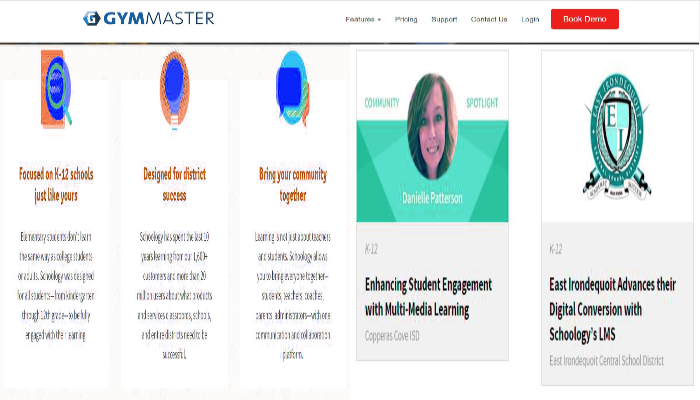 GYMMASTER
Features Pricing Support Contact Us Login Book Demo
Focused on K-12 schools
just like yours
Elementary students don't learn
the same way as college students
or adults. Schoology was designed
for all students—from kindergarten
through 12th grade—to be fully
engaged with their learning.
Designed for district
success
Schoology has spent the last 10
years learning from our 1,600+
customers and more than 20
million users about what products
and services classrooms, schools,
and entire districts need to be
successful.
Bring your community
together
Learning is not just about teachers
and students. Schoology allows
you to bring everyone together—
students, teachers, coaches,
parents, administrators—with one
communication and collaboration
platform.
COMMUNITY SPOTLIGHT
Danielle Patterson
K-12
Enhancing Student Engagement
with Multi-Media Learning
Copperas Cove ISD
EAST IRONDEQUOIT
E I
K-12
East Irondequoit Advances their
Digital Conversion with
Schoology's LMS
East Irondequoit Central School District